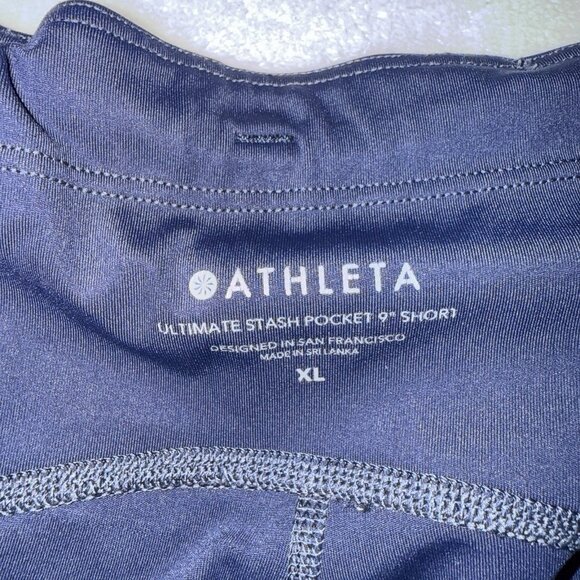 ATHLETA
ULTIMATE STASH POCKET 9" SHORT
DESIGNED IN SAN FRANCISCO
MADE IN SRI LANKA
XL